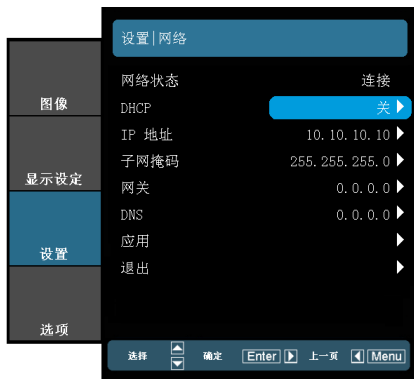 设置|网络
网络状态 连接
DHCP 关
IP 地址 10.10.10.10
子网掩码 255.255.255.0
网关 0.0.0.0
DNS 0.0.0.0
应用
退出
图像
显示设定
设置
选项
选择 确定 Enter 上一页 Menu